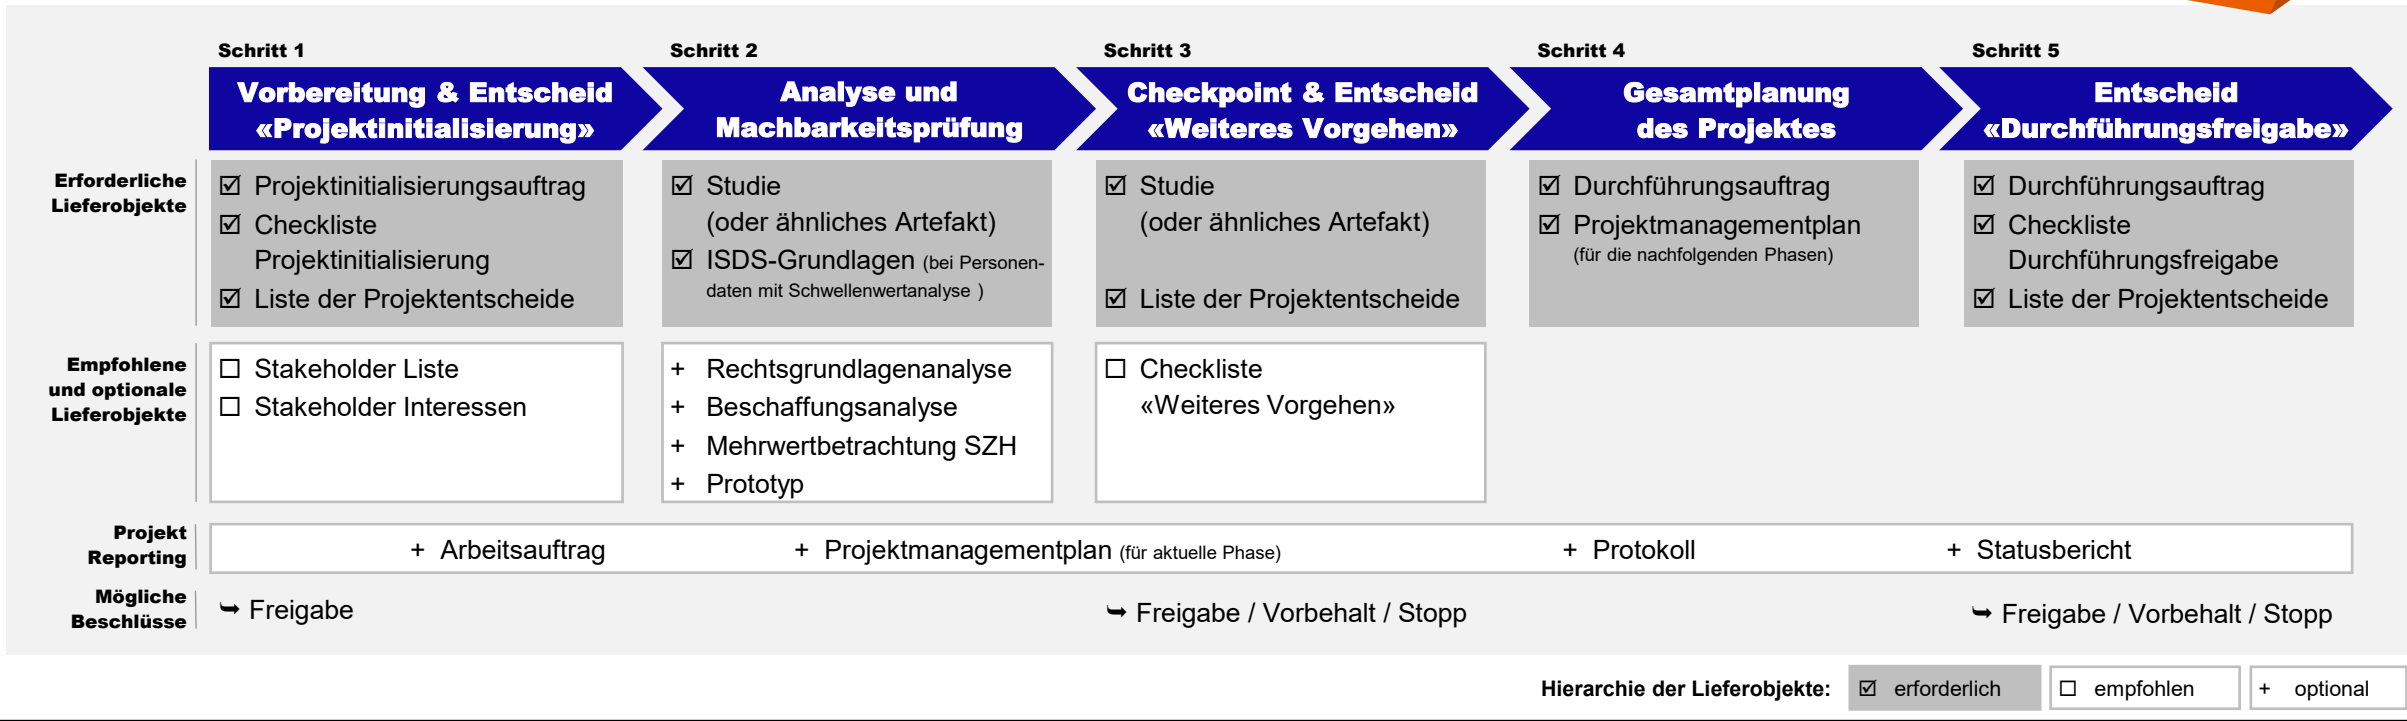 Schritt 1
Schritt 2
Schritt 3
Schritt 4
Schritt 5
Vorbereitung & Entscheid
«Projektinitialisierung»
Analyse und
Machbarkeitsprüfung
Checkpoint & Entscheid
«Weiteres Vorgehen»
Gesamtplanung
des Projektes
Entscheid
«Durchführungsfreigabe»
Erforderliche
Lieferobjekte
☑ Projektinitialisierungsauftrag
☑ Checkliste
Projektinitialisierung
☑ Liste der Projektentscheide
☑ Studie
(oder ähnliches Artefakt)
☑ ISDS-Grundlagen (bei Personen-
daten mit Schwellenwertanalyse )
☑ Studie
(oder ähnliches Artefakt)
☑ Liste der Projektentscheide
☑ Durchführungsauftrag
☑ Projektmanagementplan
(für die nachfolgenden Phasen)
☑ Durchführungsauftrag
☑ Checkliste
Durchführungsfreigabe
☑ Liste der Projektentscheide
Empfohlene
und optionale
Lieferobjekte
☐ Stakeholder Liste
☐ Stakeholder Interessen
+ Rechtsgrundlagenanalyse
+ Beschaffungsanalyse
+ Mehrwertbetrachtung SZH
+ Prototyp
☐ Checkliste
«Weiteres Vorgehen»
Projekt
Reporting
+ Arbeitsauftrag
+ Projektmanagementplan (für aktuelle Phase)
+ Protokoll
+ Statusbericht
Mögliche
Beschlüsse
➥ Freigabe
➥ Freigabe / Vorbehalt / Stopp
➥ Freigabe / Vorbehalt / Stopp
Hierarchie der Lieferobjekte:
☑ erforderlich
☐ empfohlen
+ optional